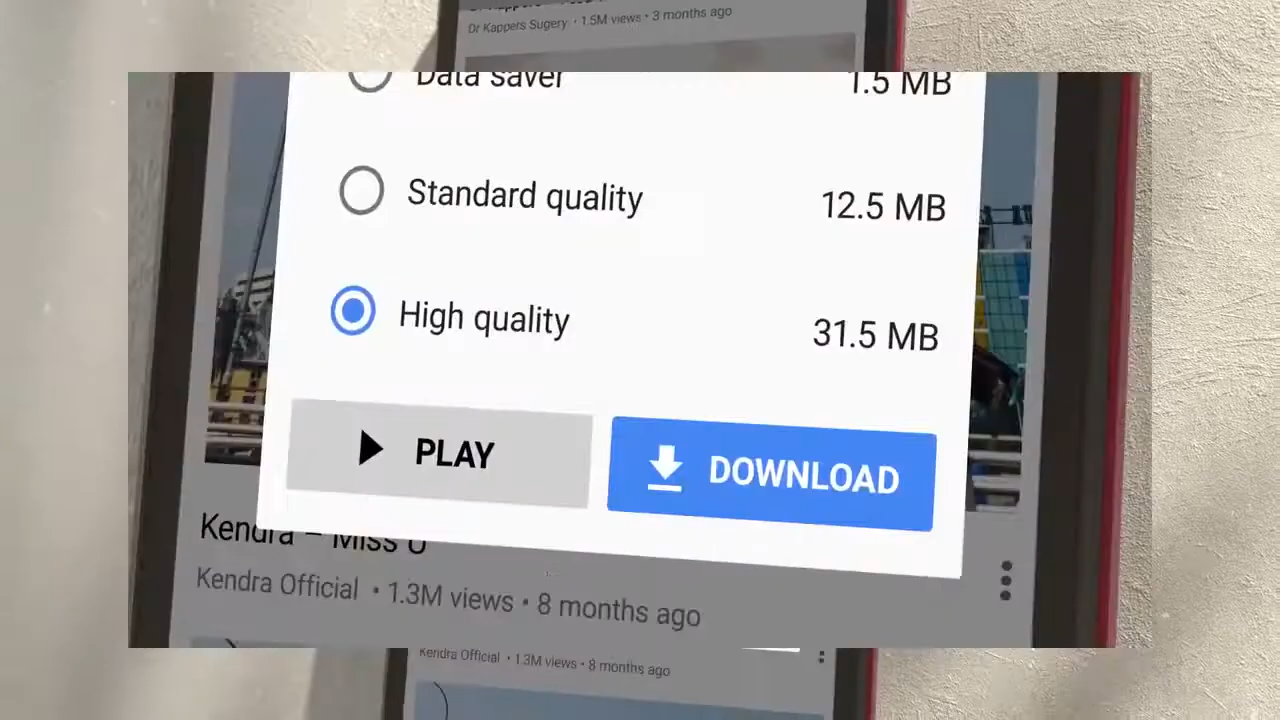 Dr Kappers Sugery • 1.5M views • 3 months ago
Data saver 1.5 MB
Standard quality 12.5 MB
High quality 31.5 MB
PLAY DOWNLOAD
Kendra – Miss U
Kendra Official • 1.3M views • 8 months ago
Kendra Official • 1.3M views • 8 months ago